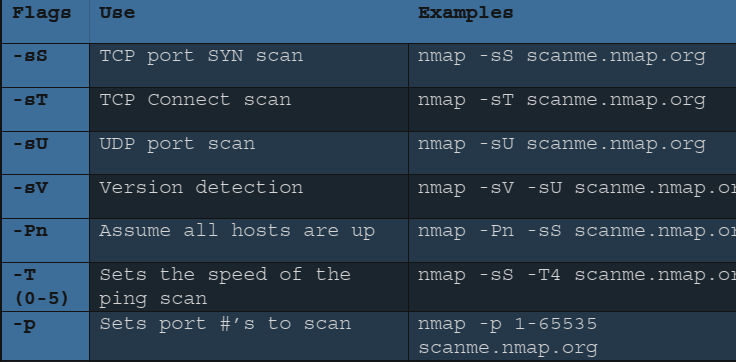 Flags Use Examples
-sS TCP port SYN scan nmap -sS scanme.nmap.org
-sT TCP Connect scan nmap -sT scanme.nmap.org
-sU UDP port scan nmap -sU scanme.nmap.org
-sV Version detection nmap -sV -sU scanme.nmap.or
-Pn Assume all hosts are up nmap -Pn -sS scanme.nmap.or
-T Sets the speed of the nmap -sS -T4 scanme.nmap.or
(0-5) ping scan
-p Sets port #’s to scan nmap -p 1-65535
scanme.nmap.org